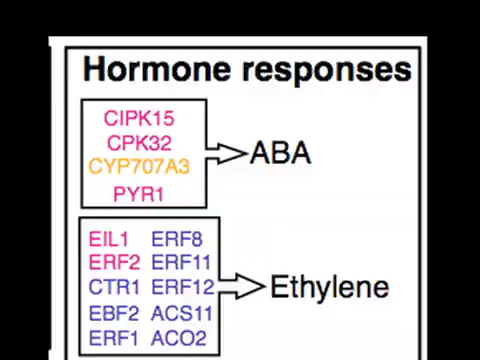 Hormone responses
CIPK15
CPK32
CYP707A3
PYR1
ABA
EIL1 ERF8
ERF2 ERF11
CTR1 ERF12
EBF2 ACS11
ERF1 ACO2
Ethylene